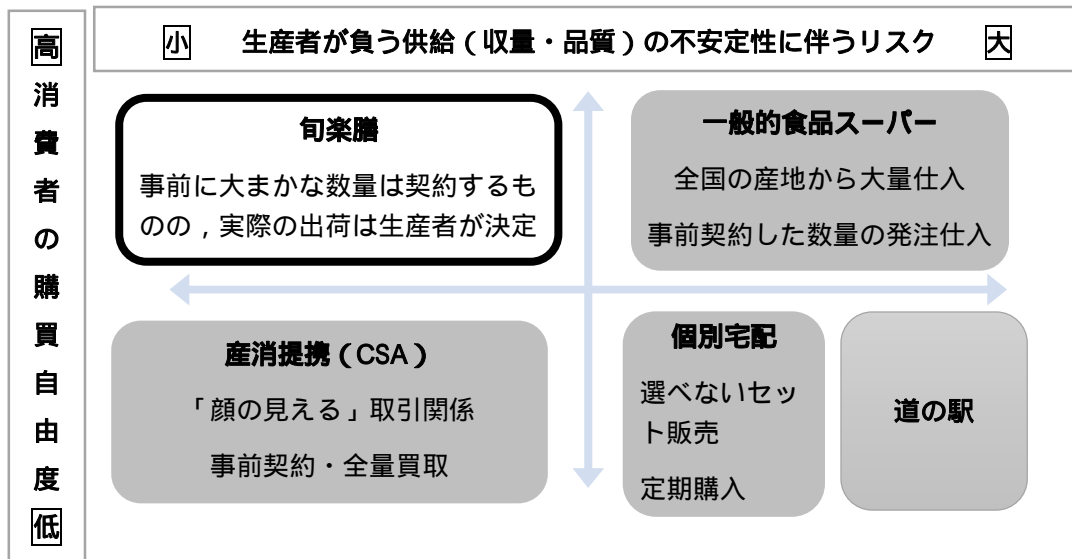 小 生産者が負う供給(収量・品質)の不安定性に伴うリスク 大
高
消
費
者
の
購
買
自
由
度
低
旬楽膳
事前に大まかな数量は契約するも
のの,実際の出荷は生産者が決定
一般的食品スーパー
全国の産地から大量仕入
事前契約した数量の発注仕入
産消提携(CSA)
「顔の見える」取引関係
事前契約・全量買取
個別宅配
選べないセッ
ト販売
定期購入
道の駅